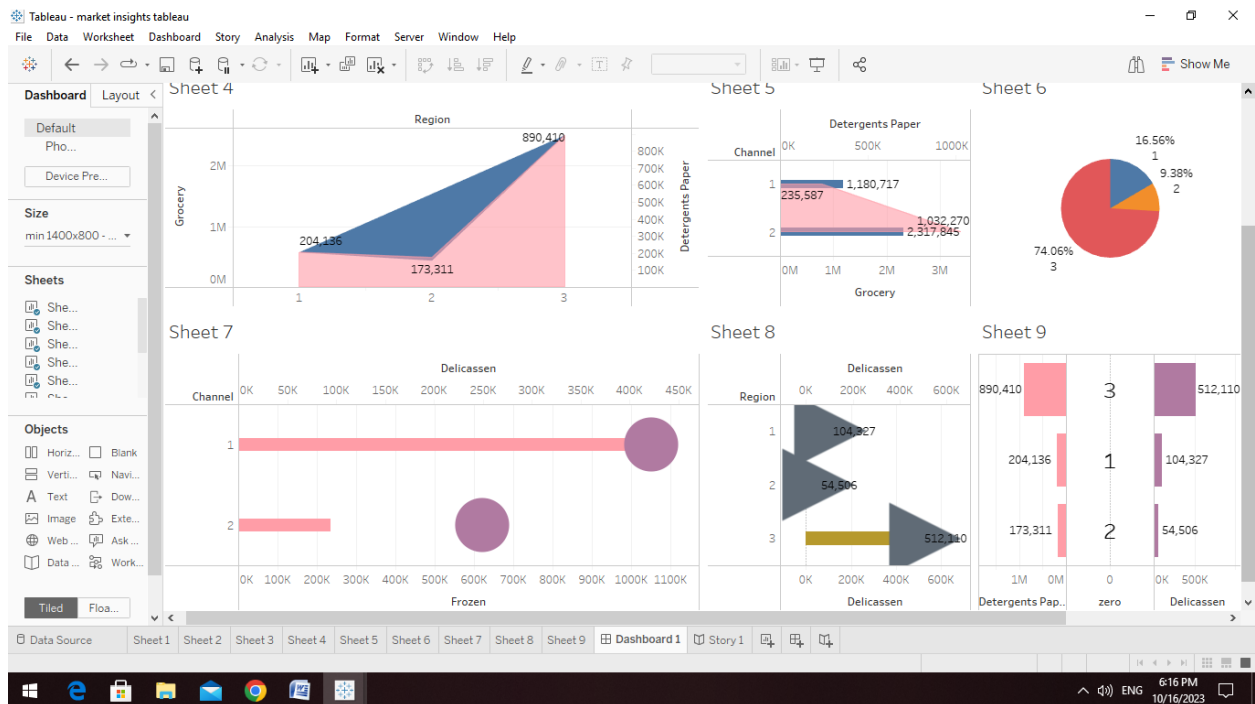 Tableau - market insights tableau
File Data Worksheet Dashboard Story Analysis Map Format Server Window Help
Show Me
Dashboard Layout
Default
Pho...
Device Pre...
Size
min 1400x800 - ...
Sheets
She...
She...
She...
She...
She...
Objects
Horiz... Blank
Verti... Navi...
Text Dow...
Image Exte...
Web ... Ask ...
Data ... Work...
Tiled Floa...
Sheet 4
Region
890,410
204,136
173,311
Grocery
2M
1M
0M
1 2 3
800K
700K
600K
500K
400K
300K
200K
100K
Detergents Paper
Sheet 5
Detergents Paper
Channel 0K 500K 1000K
1 1,180,717
235,587
1,032,270
2 2,317,845
0M 1M 2M 3M
Grocery
Sheet 6
16.56%
1
9.38%
2
74.06%
3
Sheet 7
Delicassen
Channel 0K 50K 100K 150K 200K 250K 300K 350K 400K 450K
1
2
0K 100K 200K 300K 400K 500K 600K 700K 800K 900K 1000K 1100K
Frozen
Sheet 8
Delicassen
Region 0K 200K 400K 600K
1 104,327
2 54,506
3 512,110
0K 200K 400K 600K
Delicassen
Sheet 9
890,410 3 512,110
204,136 1 104,327
173,311 2 54,506
1M 0M 0 0K 500K
Detergents Pap.. zero Delicassen
Data Source Sheet 1 Sheet 2 Sheet 3 Sheet 4 Sheet 5 Sheet 6 Sheet 7 Sheet 8 Sheet 9 Dashboard 1 Story 1
ENG
6:16 PM
10/16/2023